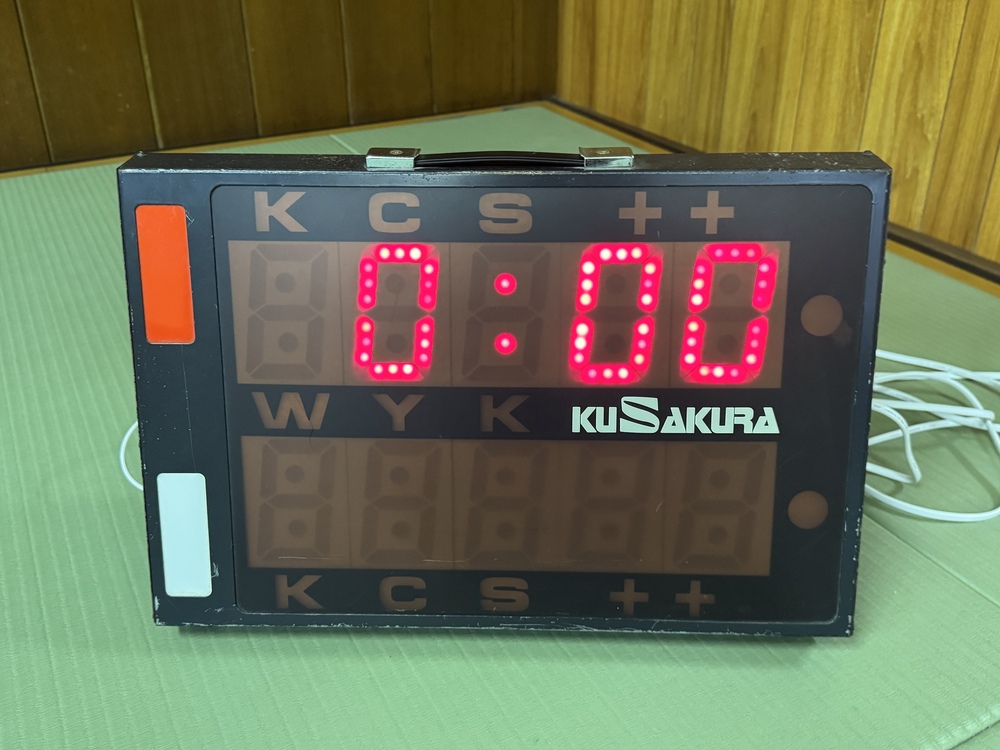 K C S + +
0:00
W Y K KUSAKURA
K C S + +